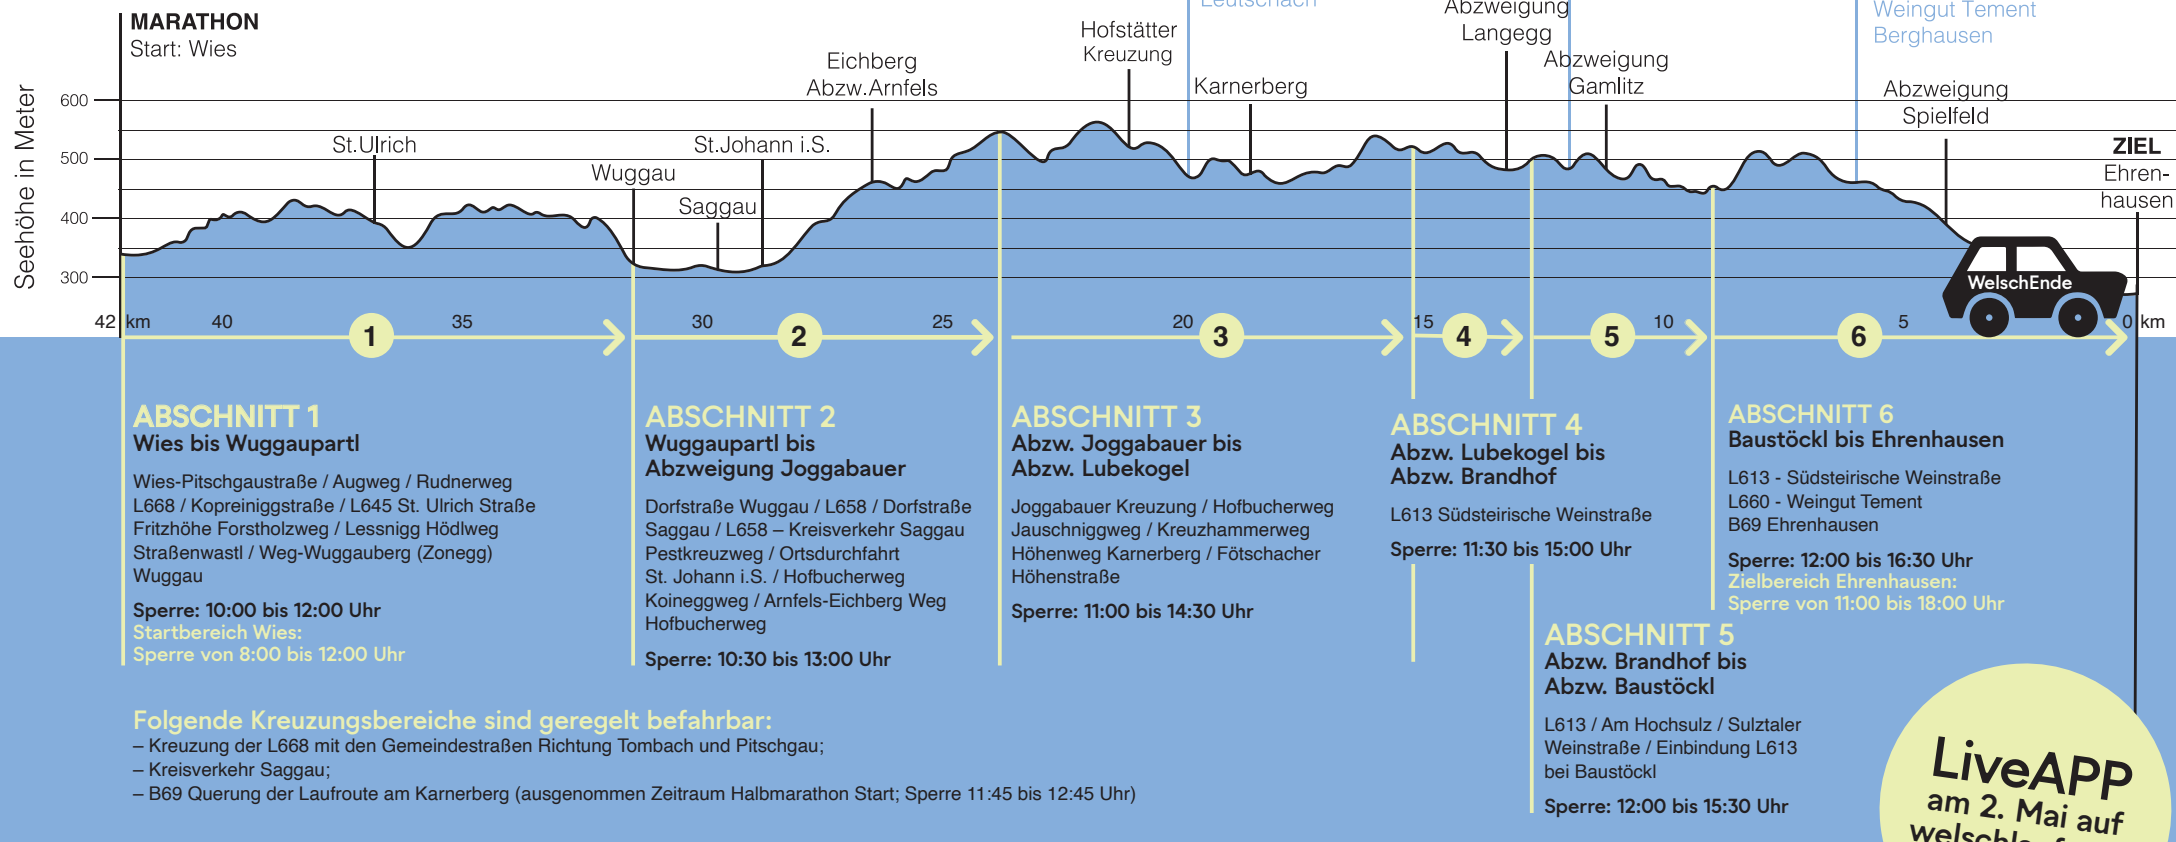 MARATHON
Start: Wies
Leutschach
Weingut Tement
Berghausen
Hofstätter
Kreuzung
Abzweigung
Langegg
Eichberg
Abzw.Arnfels
Karnerberg
Abzweigung
Gamlitz
Abzweigung
Spielfeld
St.Ulrich
Wuggau
Saggau
St.Johann i.S.
ZIEL
Ehren-
hausen
Seehöhe in Meter
600
500
400
300
WelschEnde
42 km 40 35 30 25 20 15 10 5 0 km
1 2 3 4 5 6
ABSCHNITT 1
Wies bis Wuggaupartl
Wies-Pitschgaustraße / Augweg / Rudnerweg
L668 / Kopreiniggstraße / L645 St. Ulrich Straße
Fritzhöhe Forstholzweg / Lessnigg Hödlweg
Straßenwastl / Weg-Wuggauberg (Zonegg)
Wuggau
Sperre: 10:00 bis 12:00 Uhr
Startbereich Wies:
Sperre von 8:00 bis 12:00 Uhr
ABSCHNITT 2
Wuggaupartl bis
Abzweigung Joggabauer
Dorfstraße Wuggau / L658 / Dorfstraße
Saggau / L658 – Kreisverkehr Saggau
Pestkreuzweg / Ortsdurchfahrt
St. Johann i.S. / Hofbucherweg
Koineggweg / Arnfels-Eichberg Weg
Hofbucherweg
Sperre: 10:30 bis 13:00 Uhr
ABSCHNITT 3
Abzw. Joggabauer bis
Abzw. Lubekogel
Joggabauer Kreuzung / Hofbucherweg
Jauschniggweg / Kreuzhammerweg
Höhenweg Karnerberg / Fötschacher
Höhenstraße
Sperre: 11:00 bis 14:30 Uhr
ABSCHNITT 4
Abzw. Lubekogel bis
Abzw. Brandhof
L613 Südsteirische Weinstraße
Sperre: 11:30 bis 15:00 Uhr
ABSCHNITT 5
Abzw. Brandhof bis
Abzw. Baustöckl
L613 / Am Hochsulz / Sulztaler
Weinstraße / Einbindung L613
bei Baustöckl
Sperre: 12:00 bis 15:30 Uhr
ABSCHNITT 6
Baustöckl bis Ehrenhausen
L613 - Südsteirische Weinstraße
L660 - Weingut Tement
B69 Ehrenhausen
Sperre: 12:00 bis 16:30 Uhr
Zielbereich Ehrenhausen:
Sperre von 11:00 bis 18:00 Uhr
Folgende Kreuzungsbereiche sind geregelt befahrbar:
– Kreuzung der L668 mit den Gemeindestraßen Richtung Tombach und Pitschgau;
– Kreisverkehr Saggau;
– B69 Querung der Laufroute am Karnerberg (ausgenommen Zeitraum Halbmarathon Start; Sperre 11:45 bis 12:45 Uhr)
LiveAPP
am 2. Mai auf